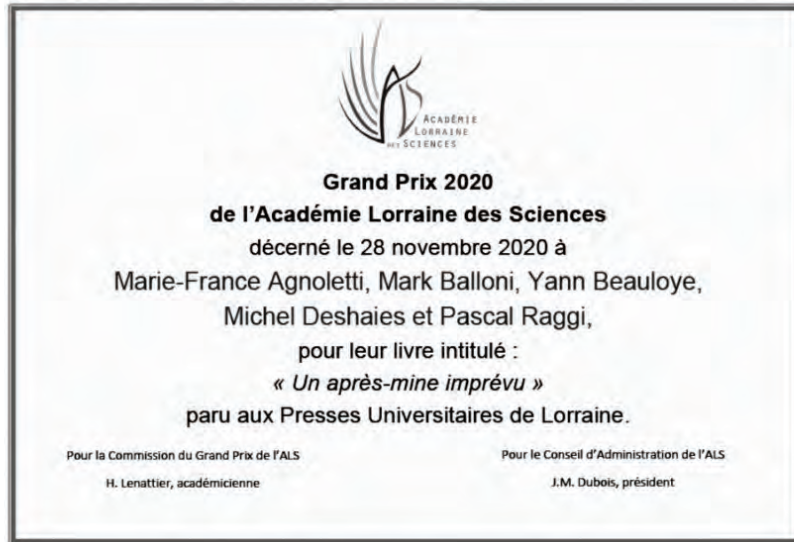 ACADÉMIE
LORRAINE
DES SCIENCES
Grand Prix 2020
de l'Académie Lorraine des Sciences
décerné le 28 novembre 2020 à
Marie-France Agnoletti, Mark Balloni, Yann Beauloye,
Michel Deshaies et Pascal Raggi,
pour leur livre intitulé :
« Un après-mine imprévu »
paru aux Presses Universitaires de Lorraine.
Pour la Commission du Grand Prix de l'ALS
Pour le Conseil d'Administration de l'ALS
H. Lenattier, académicienne
J.M. Dubois, président